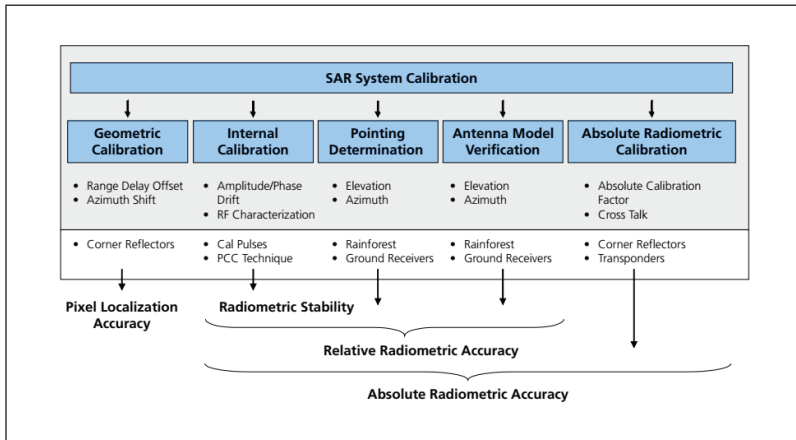 SAR System Calibration
Geometric
Calibration
Internal
Calibration
Pointing
Determination
Antenna Model
Verification
Absolute Radiometric
Calibration
• Range Delay Offset
• Azimuth Shift
• Amplitude/Phase
Drift
• RF Characterization
• Elevation
• Azimuth
• Elevation
• Azimuth
• Absolute Calibration
Factor
• Cross Talk
• Corner Reflectors
• Cal Pulses
• PCC Technique
• Rainforest
• Ground Receivers
• Rainforest
• Ground Receivers
• Corner Reflectors
• Transponders
Pixel Localization
Accuracy
Radiometric Stability
Relative Radiometric Accuracy
Absolute Radiometric Accuracy